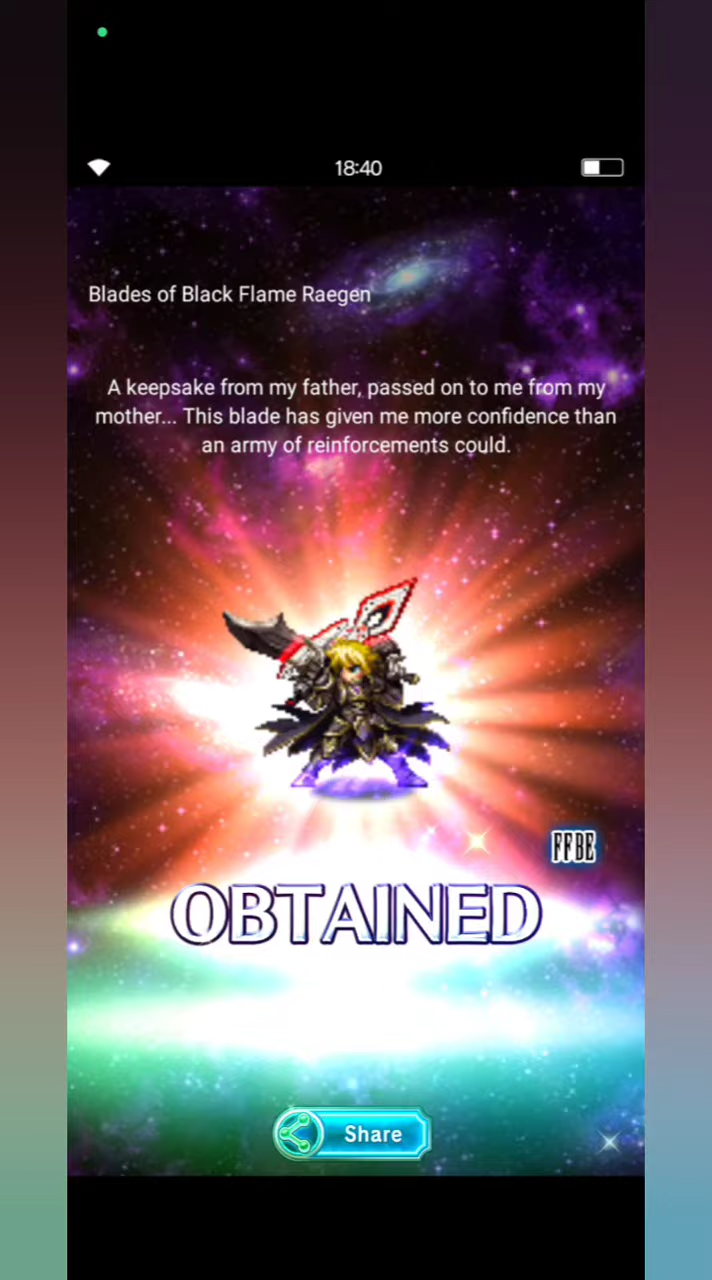 18:40
Blades of Black Flame Raegen
A keepsake from my father, passed on to me from my
mother... This blade has given me more confidence than
an army of reinforcements could.
FFBE
OBTAINED
Share